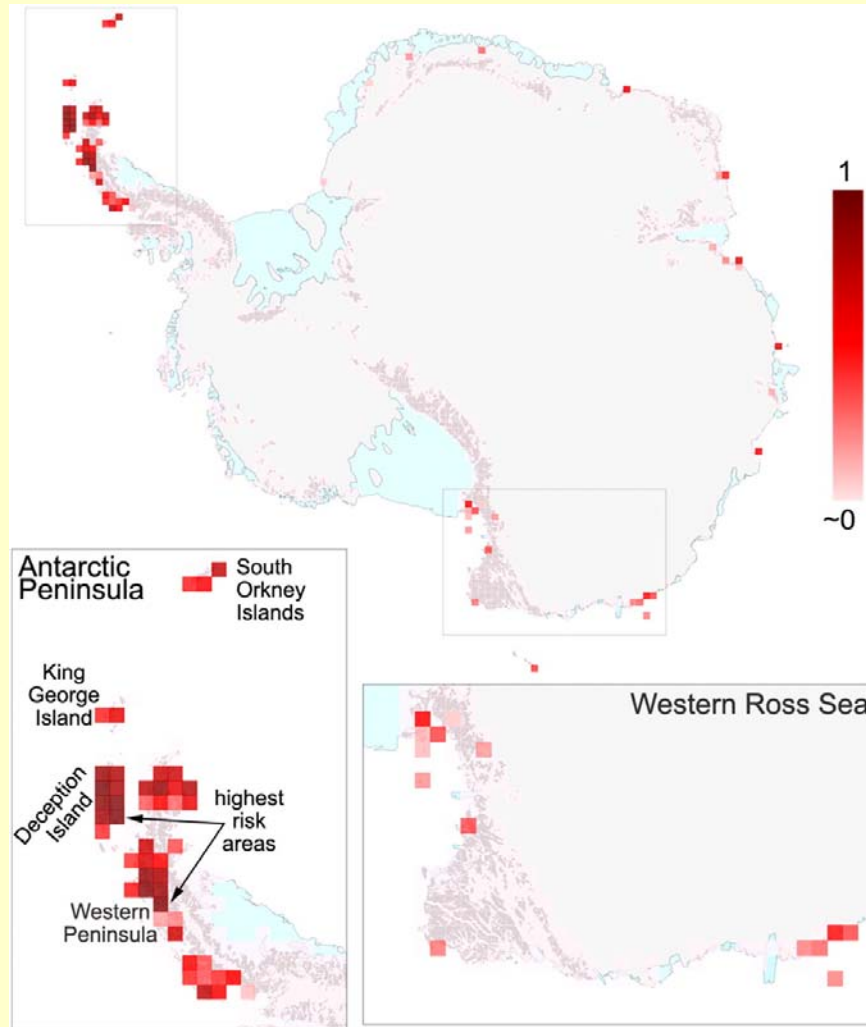 1
~0
Antarctic
Peninsula
South
Orkney
Islands
King
George
Island
Deception
Island
highest
risk
areas
Western
Peninsula
Western Ross Sea